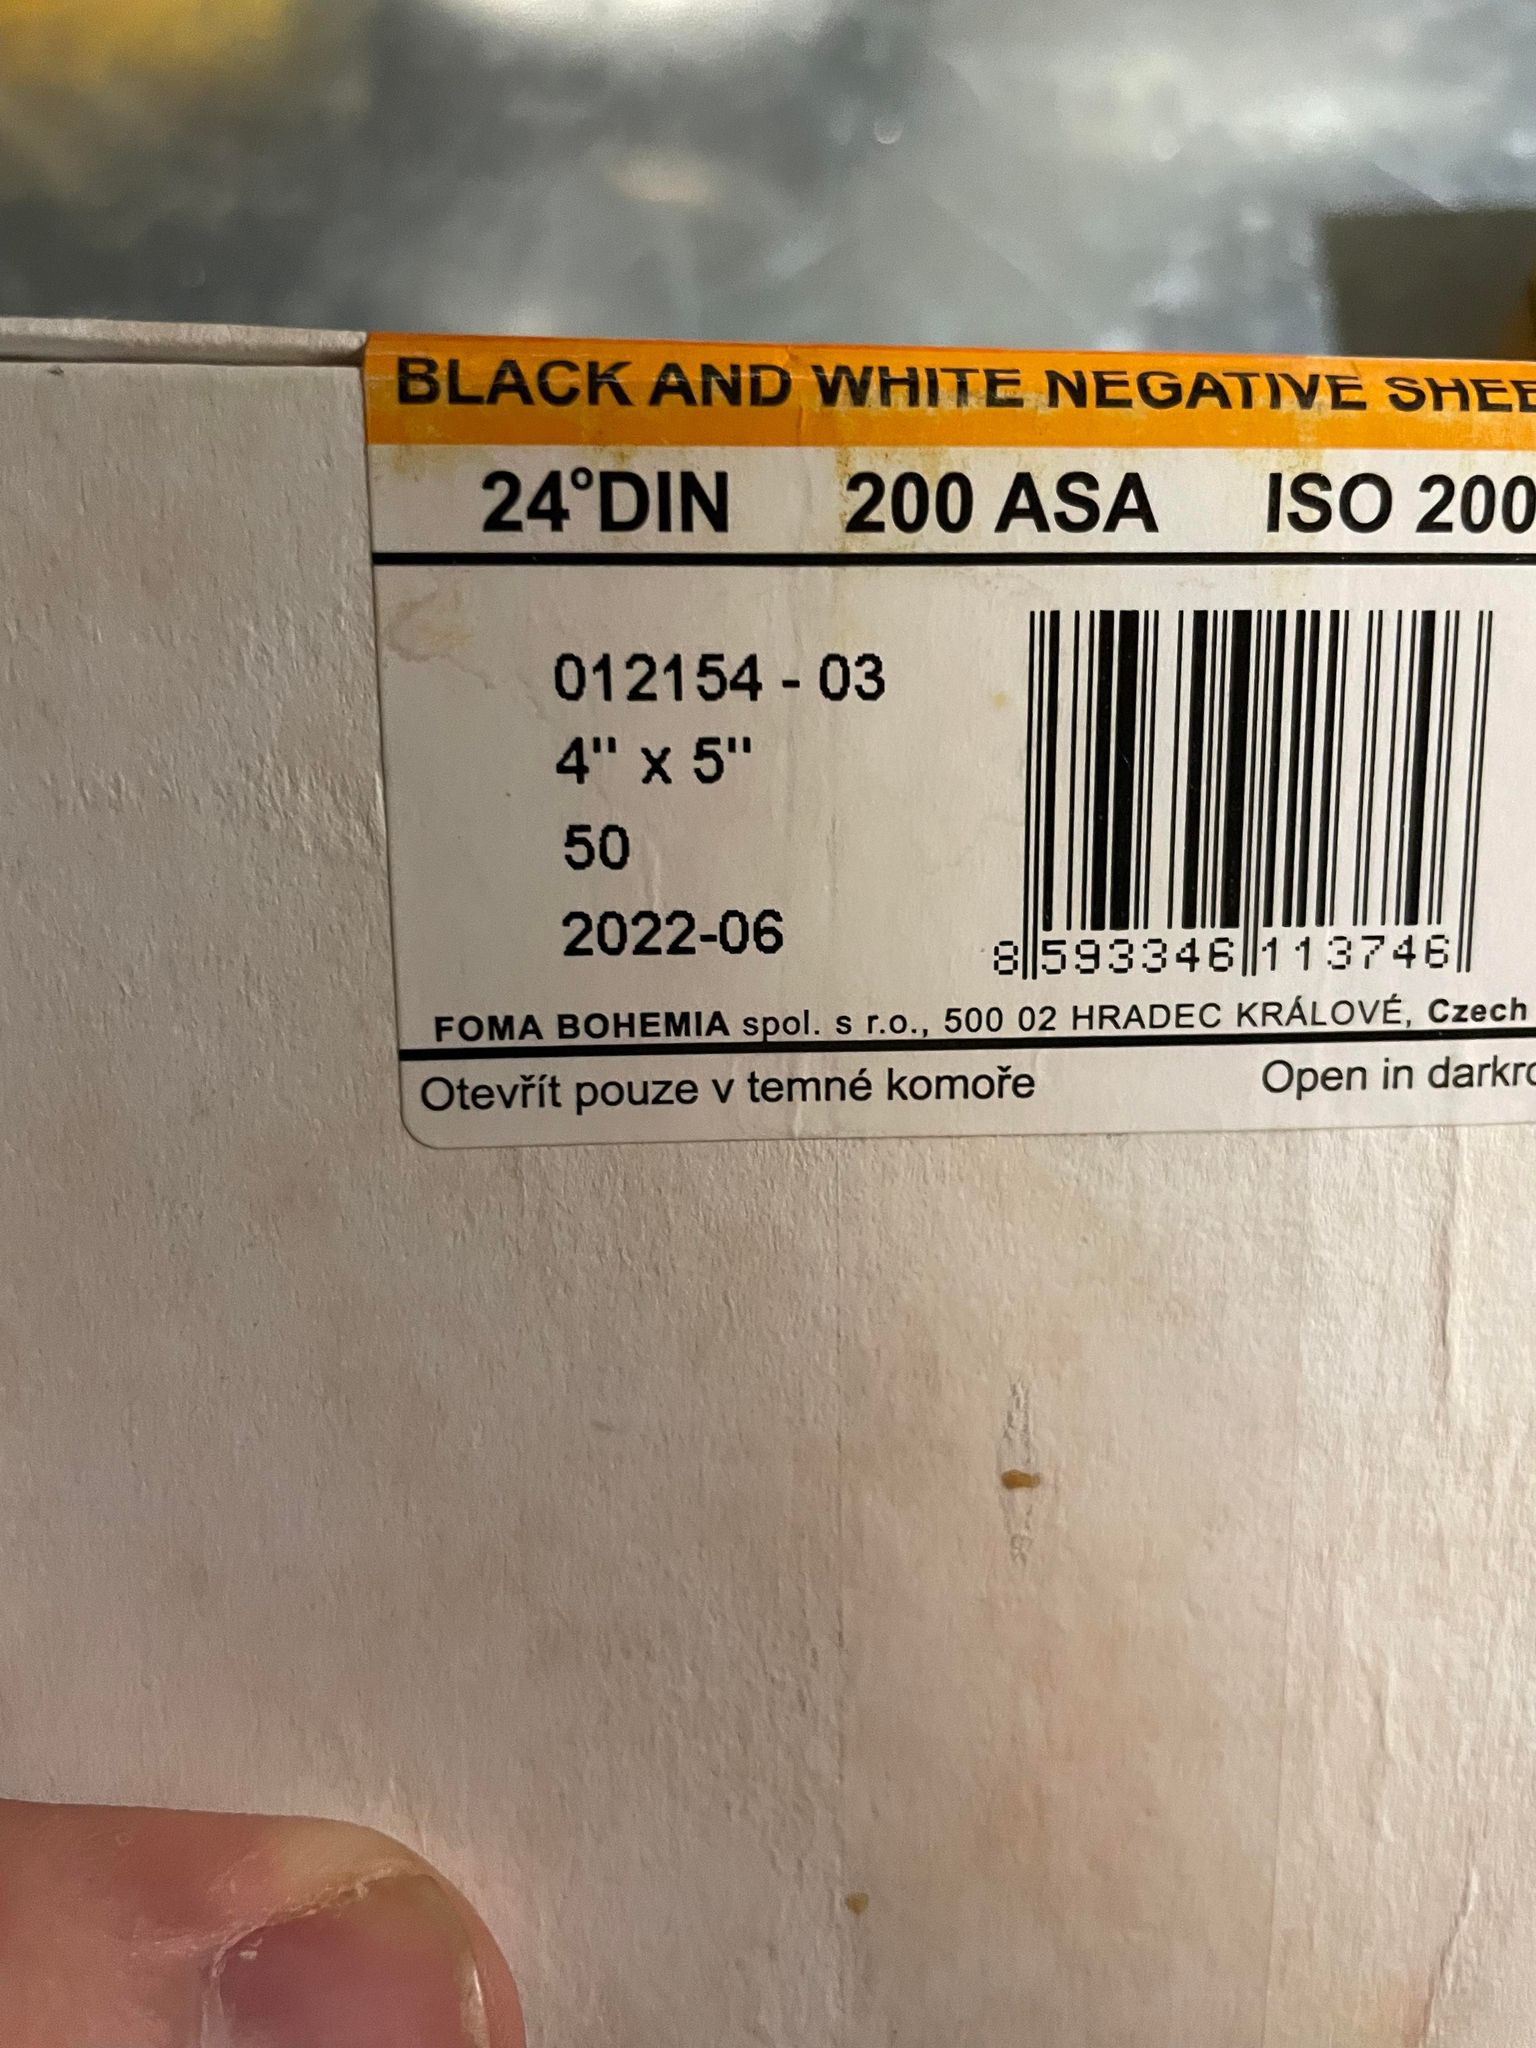 BLACK AND WHITE NEGATIVE SHEE
24°DIN 200 ASA ISO 200
012154 - 03
4" x 5"
50
2022-06
8 593346 113746
FOMA BOHEMIA spol. s r.o., 500 02 HRADEC KRÁLOVÉ, Czech
Otevřít pouze v temné komoře Open in darkro